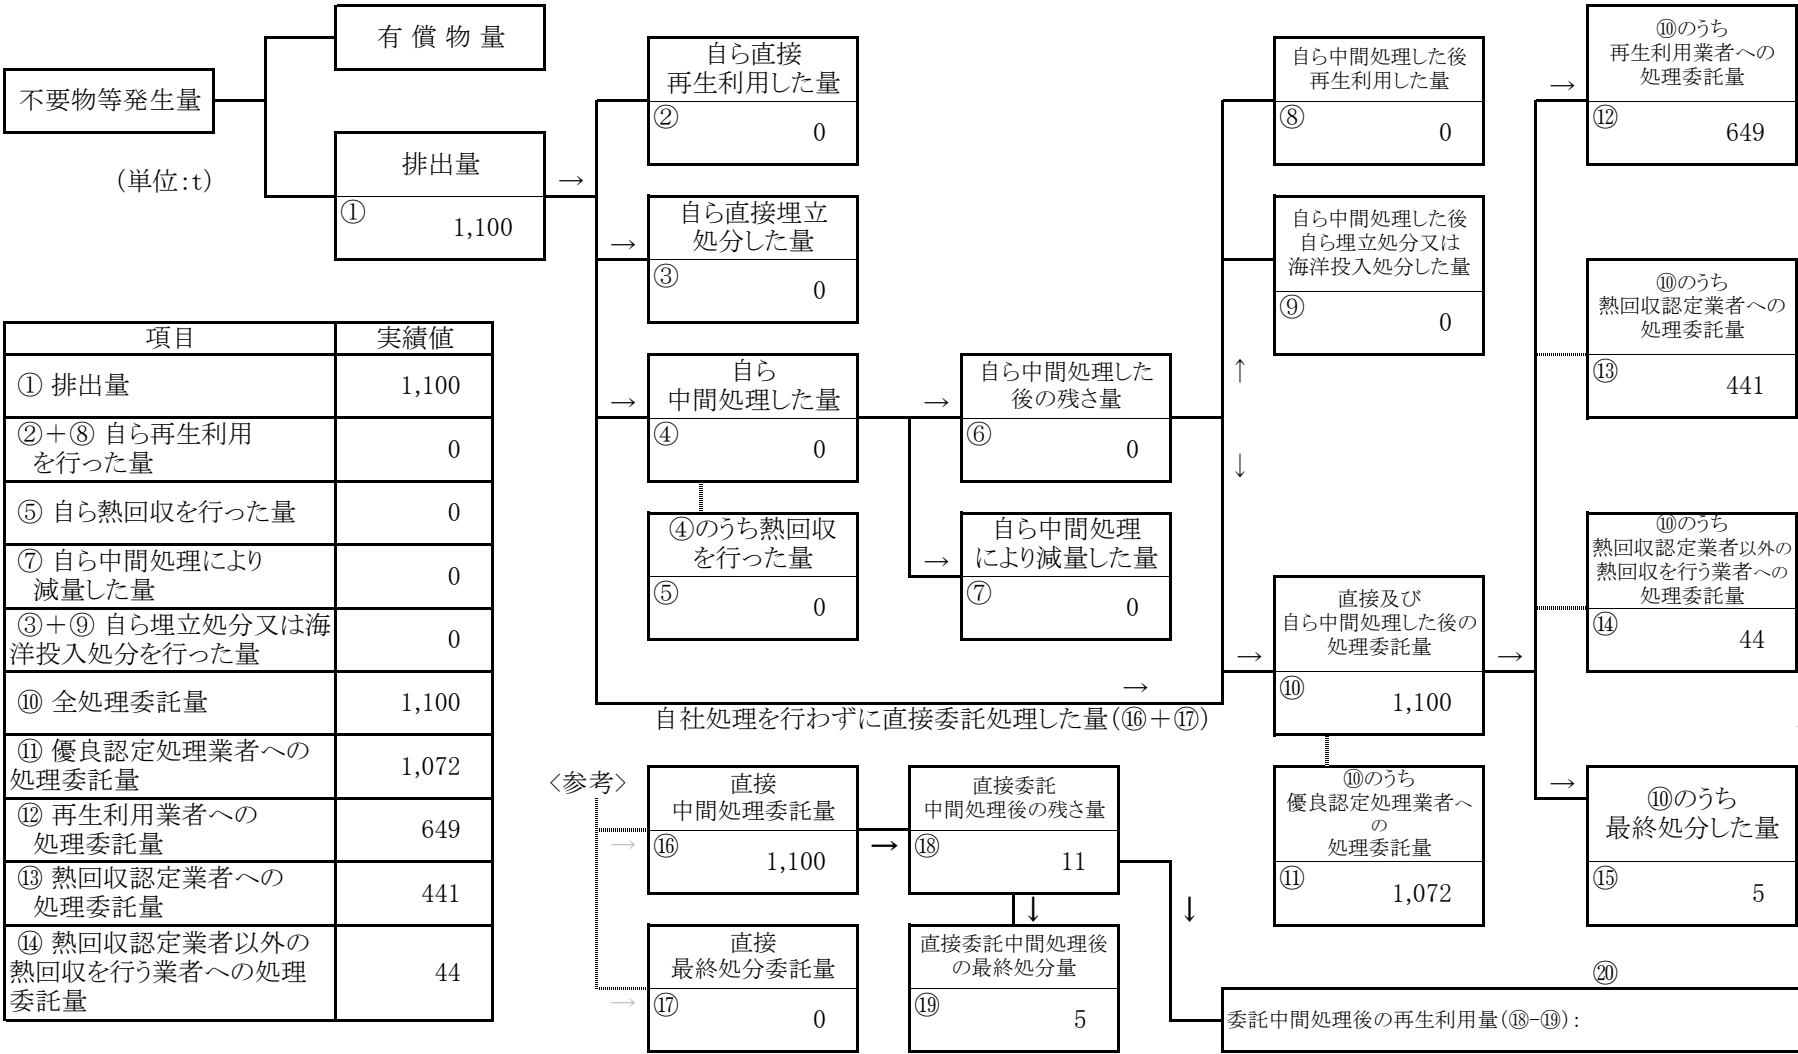 有 償 物 量
不要物等発生量
(単位:t)
排出量
①
1,100
→
自ら直接
再生利用した量
②
0
→
自ら直接埋立
処分した量
③
0
→
自ら
中間処理した量
④
0
④のうち熱回収
を行った量
⑤
0
→
自ら中間処理した
後の残さ量
⑥
0
→
自ら中間処理
により減量した量
⑦
0
自ら中間処理した後
再生利用した量
⑧
0
自ら中間処理した後
自ら埋立処分又は
海洋投入処分した量
⑨
0
↑
↓
→
自社処理を行わずに直接委託処理した量(⑯+⑰)
→
直接及び
自ら中間処理した後の
処理委託量
⑩
1,100
→
⑩のうち
優良認定処理業者へ
の
処理委託量
⑪
1,072
→
⑩のうち
再生利用業者への
処理委託量
⑫
649
⑩のうち
熱回収認定業者への
処理委託量
⑬
441
⑩のうち
熱回収認定業者以外の
熱回収を行う業者への
処理委託量
⑭
44
→
⑩のうち
最終処分した量
⑮
5
項目 実績値
① 排出量 1,100
②+⑧ 自ら再生利用
を行った量 0
⑤ 自ら熱回収を行った量 0
⑦ 自ら中間処理により
減量した量 0
③+⑨ 自ら埋立処分又は海
洋投入処分を行った量 0
⑩ 全処理委託量 1,100
⑪ 優良認定処理業者への
処理委託量 1,072
⑫ 再生利用業者への
処理委託量 649
⑬ 熱回収認定業者への
処理委託量 441
⑭ 熱回収認定業者以外の
熱回収を行う業者への処理
委託量 44
<参考>
→
直接
中間処理委託量
⑯
1,100
→
直接委託
中間処理後の残さ量
⑱
11
→
直接
最終処分委託量
⑰
0
↓
直接委託中間処理後
の最終処分量
⑲
5
↓
⑳
委託中間処理後の再生利用量(⑱-⑲):